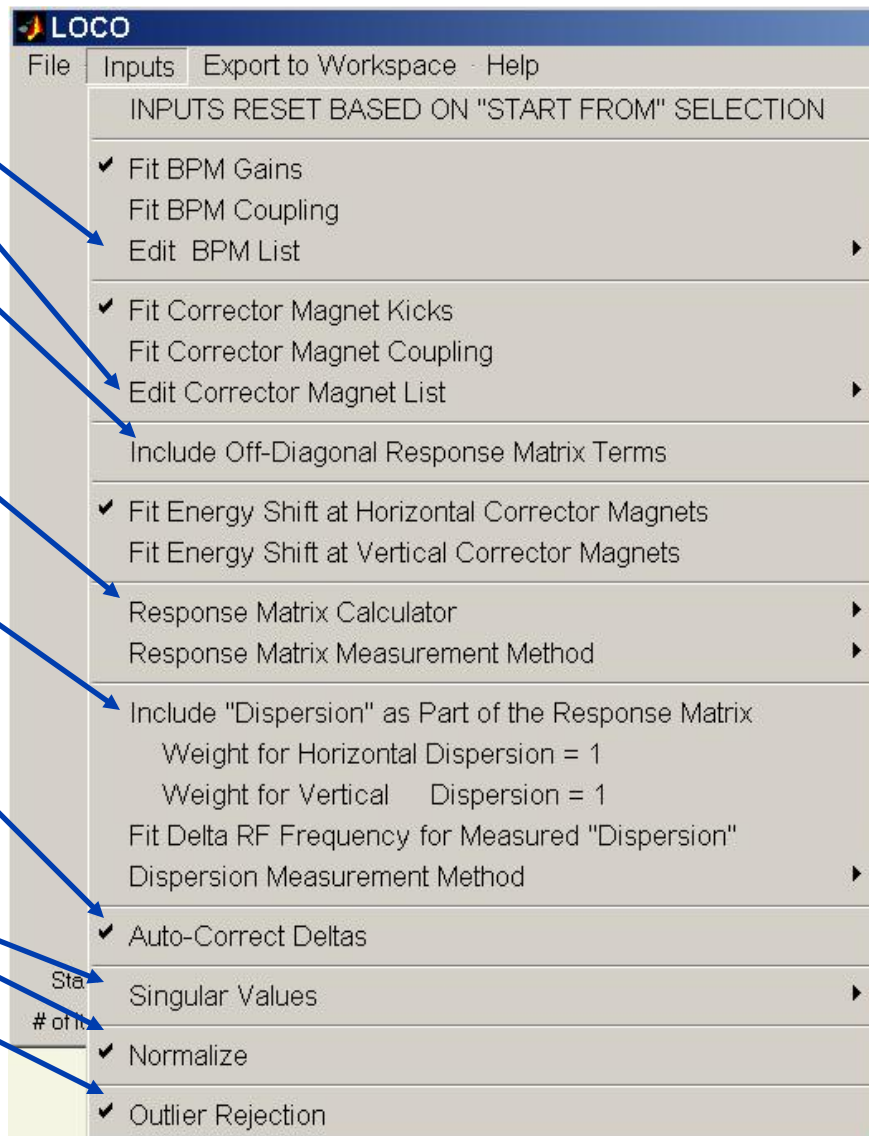 LOCO
File Inputs Export to Workspace Help
INPUTS RESET BASED ON "START FROM" SELECTION
Fit BPM Gains
Fit BPM Coupling
Edit BPM List
Fit Corrector Magnet Kicks
Fit Corrector Magnet Coupling
Edit Corrector Magnet List
Include Off-Diagonal Response Matrix Terms
Fit Energy Shift at Horizontal Corrector Magnets
Fit Energy Shift at Vertical Corrector Magnets
Response Matrix Calculator
Response Matrix Measurement Method
Include "Dispersion" as Part of the Response Matrix
Weight for Horizontal Dispersion = 1
Weight for Vertical Dispersion = 1
Fit Delta RF Frequency for Measured "Dispersion"
Dispersion Measurement Method
Auto-Correct Deltas
Sta
Singular Values
# of
Normalize
Outlier Rejection